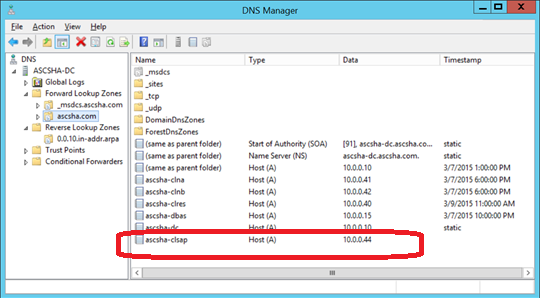 DNS Manager
File Action View Help
DNS
ASCSHA-DC
Global Logs
Forward Lookup Zones
_msdcs.ascsha.com
ascsha.com
Reverse Lookup Zones
0.0.10.in-addr.arpa
Trust Points
Conditional Forwarders
Name Type Data Timestamp
_msdcs
_sites
_tcp
_udp
DomainDnsZones
ForestDnsZones
(same as parent folder) Start of Authority (SOA) [91], ascsha-dc.ascsha.co... static
(same as parent folder) Name Server (NS) ascsha-dc.ascsha.com. static
(same as parent folder) Host (A) 10.0.0.10 3/7/2015 1:00:00 PM
ascsha-clna Host (A) 10.0.0.41 3/7/2015 6:00:00 PM
ascsha-clnb Host (A) 10.0.0.42 3/7/2015 6:00:00 PM
ascsha-clres Host (A) 10.0.0.40 3/9/2015 11:00:00 AM
ascsha-dbas Host (A) 10.0.0.15 3/7/2015 10:00:00 PM
ascsha-dc Host (A) 10.0.0.10 static
ascsha-clsap Host (A) 10.0.0.44